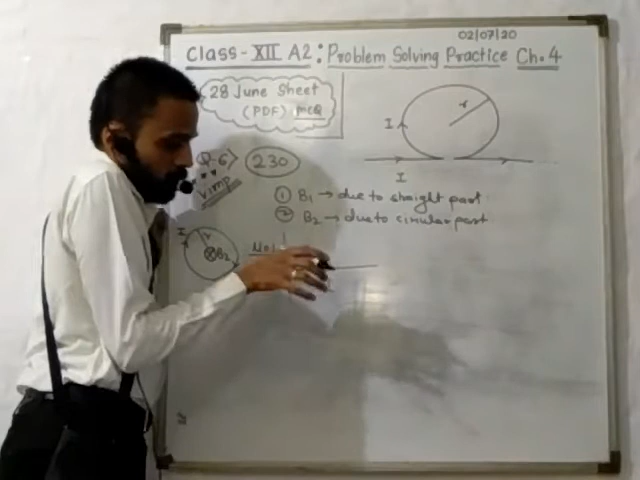 02/07/20
Class - XII A2 : Problem Solving Practice Ch. 4
28 June Sheet
(PDF) MCQ
Q-6> 230
V.IMP
r
I
I
① B₁ → due to straight part.
② B₂ → due to circular part
I r ⊗B₂